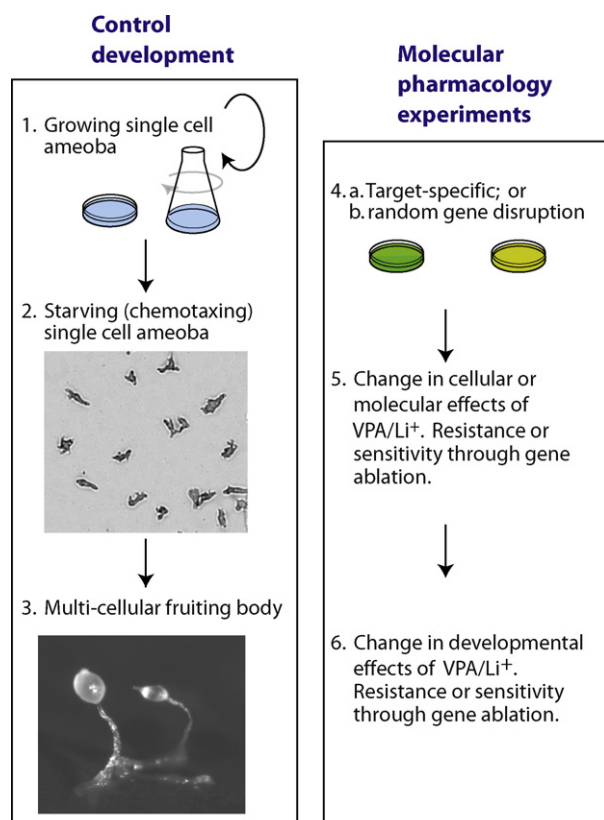 Control
development
1. Growing single cell
ameoba
2. Starving (chemotaxing)
single cell ameoba
3. Multi-cellular fruiting body
Molecular
pharmacology
experiments
4. a. Target-specific; or
b. random gene disruption
5. Change in cellular or
molecular effects of
VPA/Li⁺. Resistance or
sensitivity through gene
ablation.
6. Change in developmental
effects of VPA/Li⁺.
Resistance or sensitivity
through gene ablation.